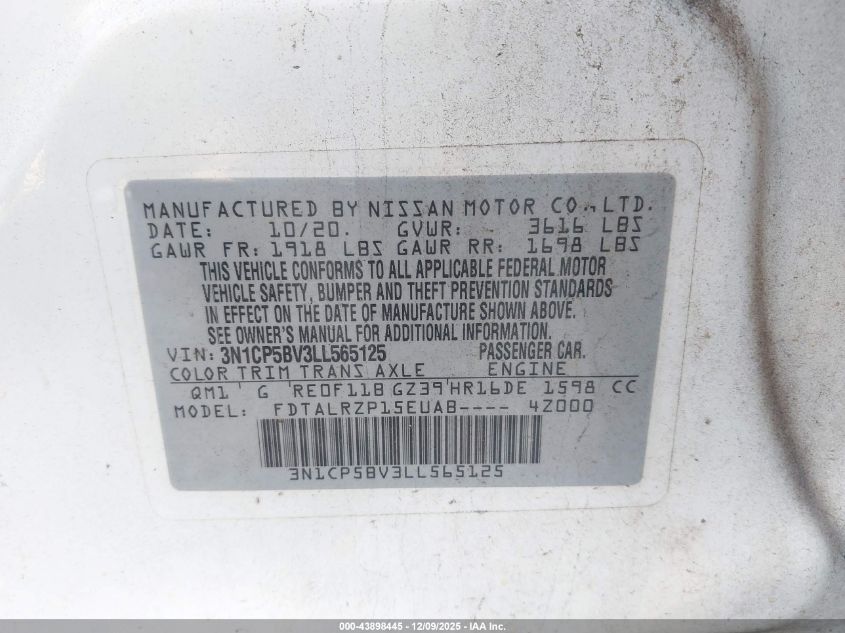 MANUFACTURED BY NISSAN MOTOR CO., LTD.
DATE: 10/20. GVWR: 3616 LBS
GAWR FR: 1918 LBS GAWR RR: 1698 LBS
THIS VEHICLE CONFORMS TO ALL APPLICABLE FEDERAL MOTOR
VEHICLE SAFETY, BUMPER AND THEFT PREVENTION STANDARDS
IN EFFECT ON THE DATE OF MANUFACTURE SHOWN ABOVE.
SEE OWNER'S MANUAL FOR ADDITIONAL INFORMATION.
VIN: 3N1CP5BV3LL565125 PASSENGER CAR.
COLOR TRIM TRANS AXLE ENGINE
QM1 G RE0F11B GZ39 HR16DE 1598 CC
MODEL: FDTALRZP15EUAB---- 4Z000
3N1CP5BV3LL565125
000-43898445 - 12/09/2025 - IAA Inc.